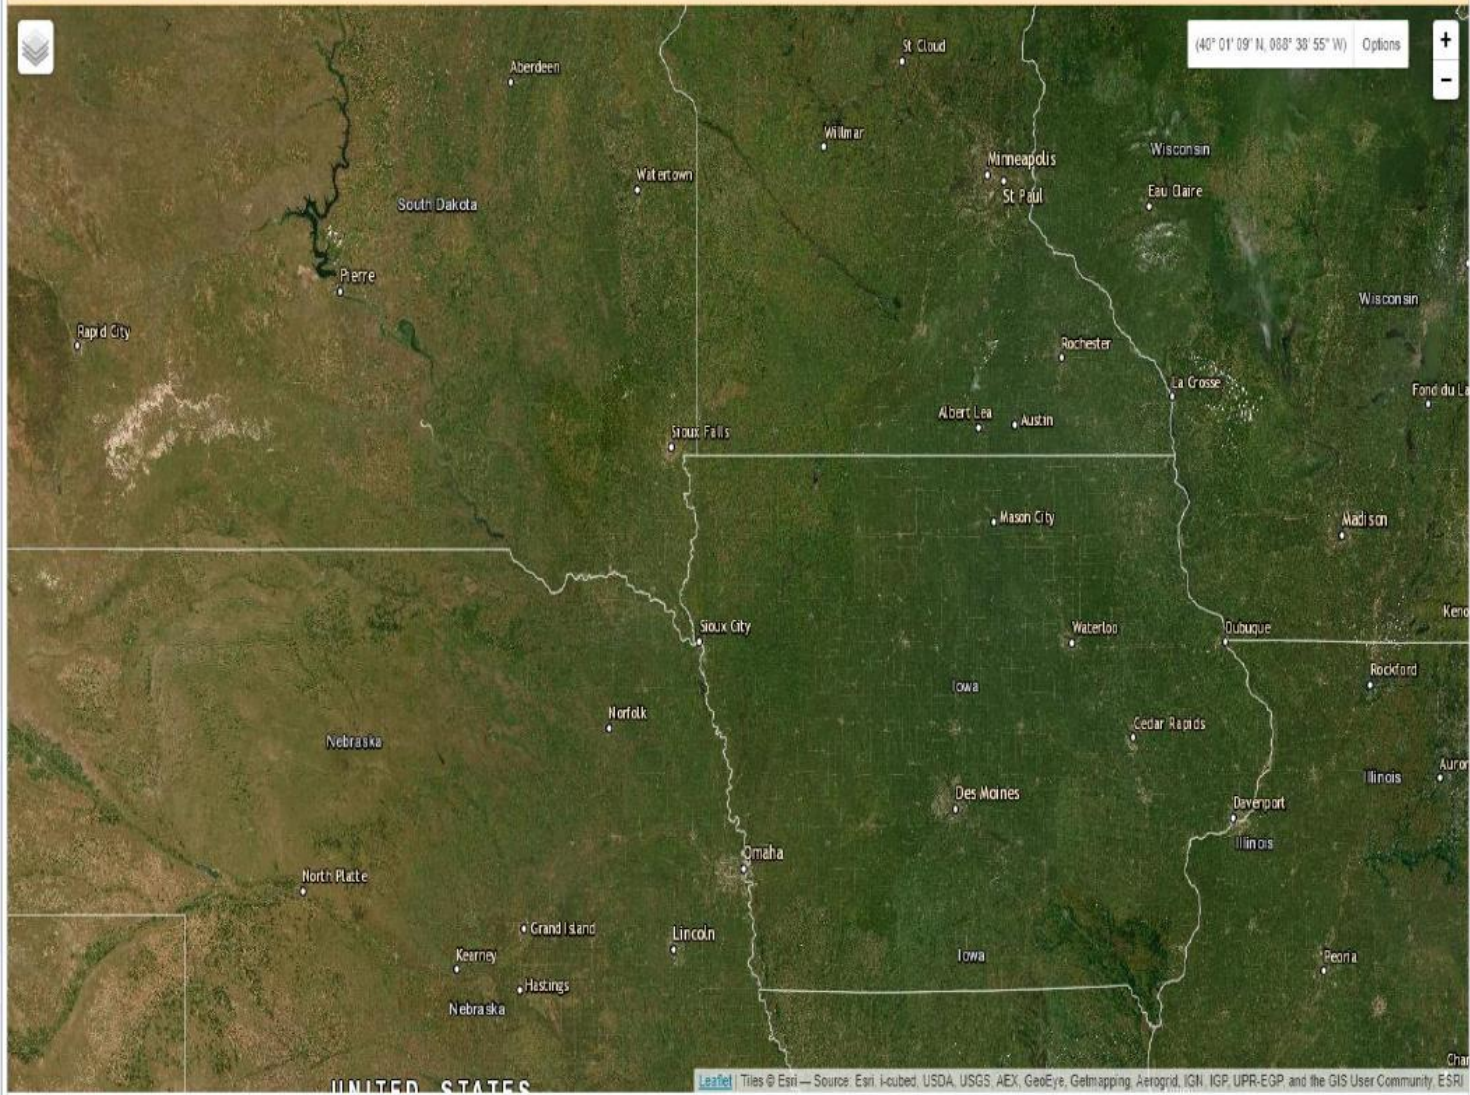 (40° 01' 09" N, 088° 38' 55" W) Options
+
−
St Cloud
Aberdeen
Willmar
Minneapolis
Wisconsin
Watertown
St Paul
Eau Claire
South Dakota
Pierre
Wisconsin
Rapid City
Rochester
La Crosse
Fond du La
Albert Lea
Austin
Sioux Falls
Mason City
Madison
Keno
Sioux City
Waterloo
Dubuque
Rockford
Iowa
Norfolk
Cedar Rapids
Nebraska
Auror
Illinois
Des Moines
Davenport
Illinois
Omaha
North Platte
Grand Island
Lincoln
Kearney
Iowa
Peoria
Hastings
Nebraska
Char
UNITED STATES
Leaflet | Tiles © Esri — Source: Esri, i-cubed, USDA, USGS, AEX, GeoEye, Getmapping, Aerogrid, IGN, IGP, UPR-EGP, and the GIS User Community, ESRI